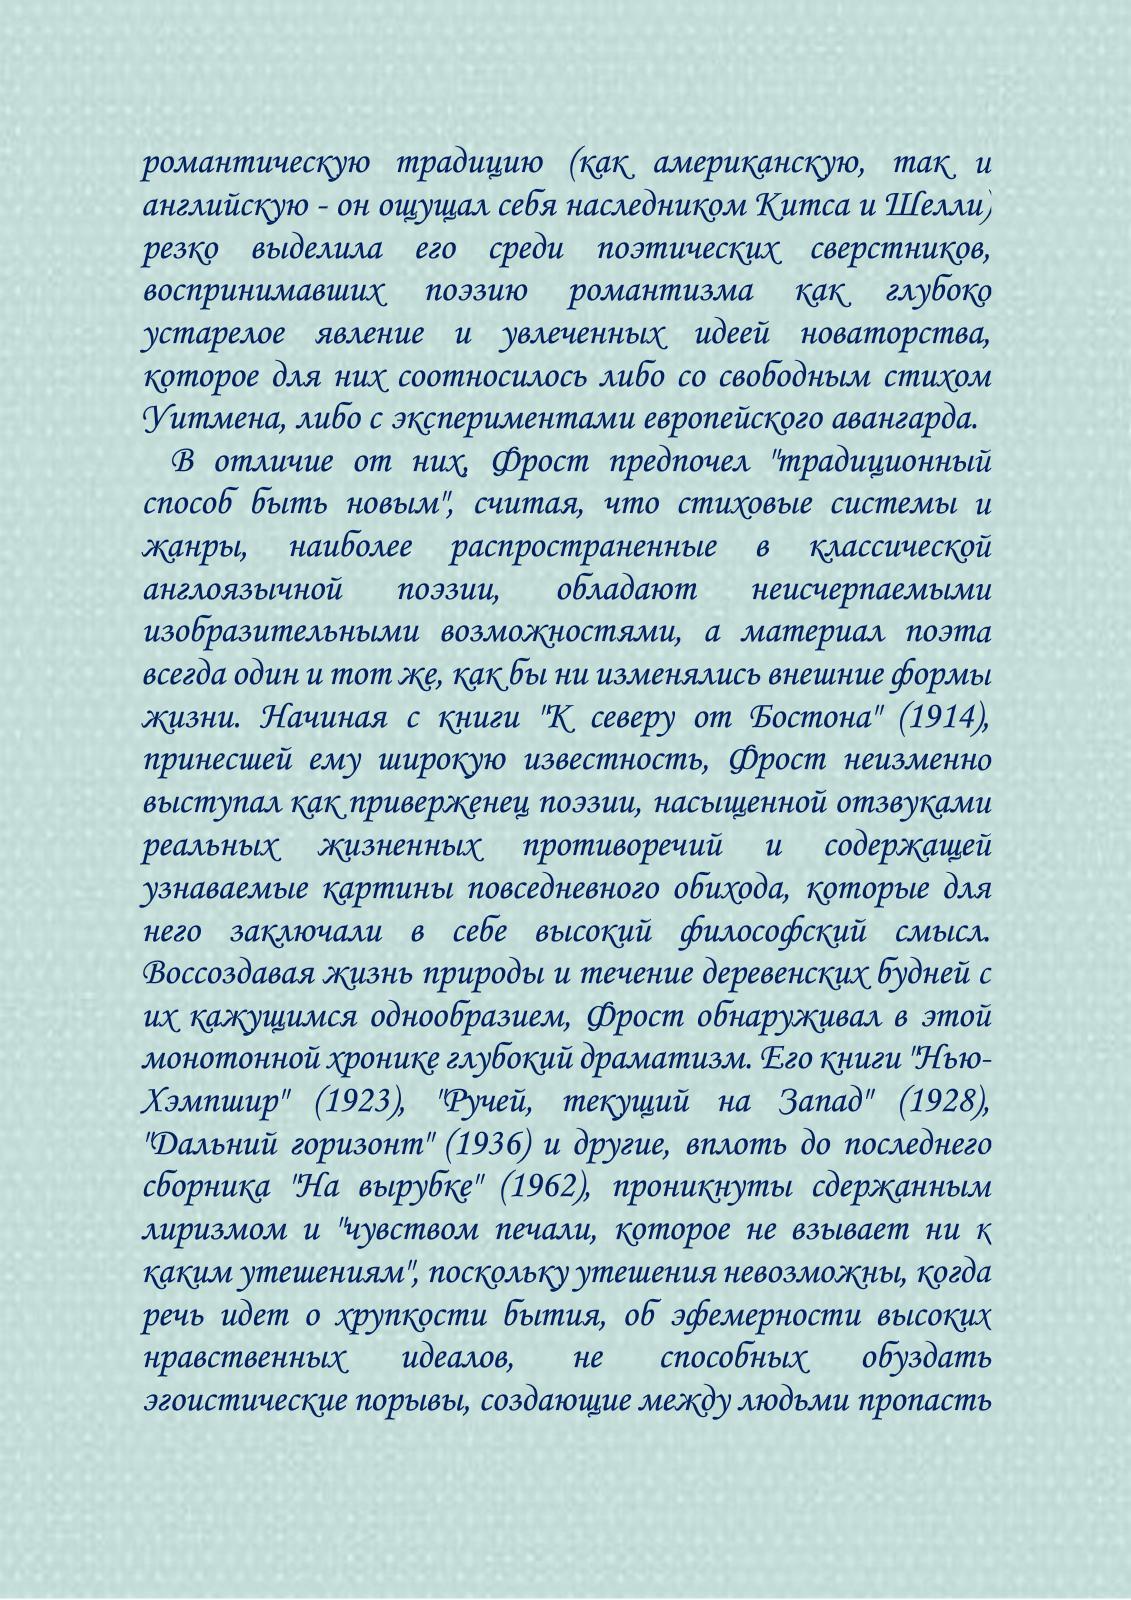 романтическую традицию (как американскую, так и
английскую - он ощущал себя наследником Китса и Шелли)
резко выделила его среди поэтических сверстников,
воспринимавших поэзию романтизма как глубоко
устарелое явление и увлеченных идеей новаторства,
которое для них соотносилось либо со свободным стихом
Уитмена, либо с экспериментами европейского авангарда.
В отличие от них, Фрост предпочел "традиционный
способ быть новым", считая, что стиховые системы и
жанры, наиболее распространенные в классической
англоязычной поэзии, обладают неисчерпаемыми
изобразительными возможностями, а материал поэта
всегда один и тот же, как бы ни изменялись внешние формы
жизни. Начиная с книги "К северу от Бостона" (1914),
принесшей ему широкую известность, Фрост неизменно
выступал как приверженец поэзии, насыщенной отзвуками
реальных жизненных противоречий и содержащей
узнаваемые картины повседневного обихода, которые для
него заключали в себе высокий философский смысл.
Воссоздавая жизнь природы и течение деревенских будней с
их кажущимся однообразием, Фрост обнаруживал в этой
монотонной хронике глубокий драматизм. Его книги "Нью-
Хэмпшир" (1923), "Ручей, текущий на Запад" (1928),
"Дальний горизонт" (1936) и другие, вплоть до последнего
сборника "На вырубке" (1962), проникнуты сдержанным
лиризмом и "чувством печали, которое не взывает ни к
каким утешениям", поскольку утешения невозможны, когда
речь идет о хрупкости бытия, об эфемерности высоких
нравственных идеалов, не способных обуздать
эгоистические порывы, создающие между людьми пропасть